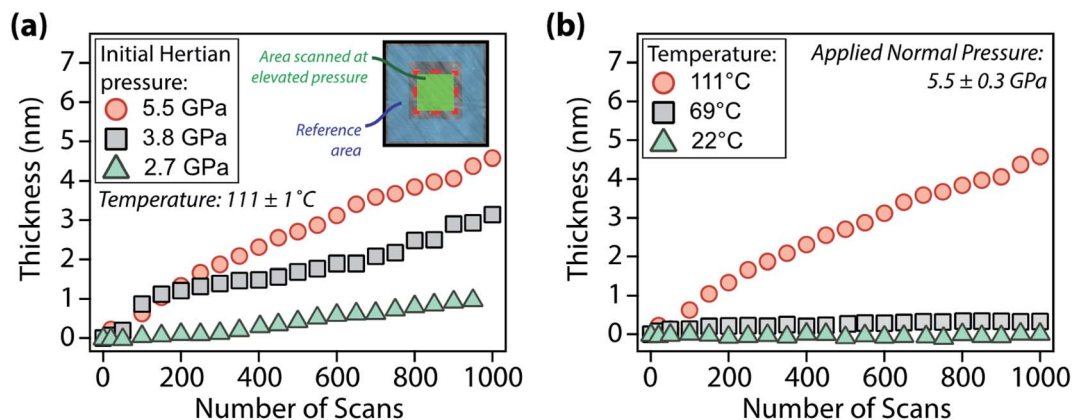 (a)
Initial Hertian
pressure:
5.5 GPa
3.8 GPa
2.7 GPa
Area scanned at
elevated pressure
Reference
area
Temperature: 111 ± 1°C
Thickness (nm)
7
6
5
4
3
2
1
0
0 200 400 600 800 1000
Number of Scans
(b)
Temperature:
111°C
69°C
22°C
Applied Normal Pressure:
5.5 ± 0.3 GPa
Thickness (nm)
7
6
5
4
3
2
1
0
0 200 400 600 800 1000
Number of Scans